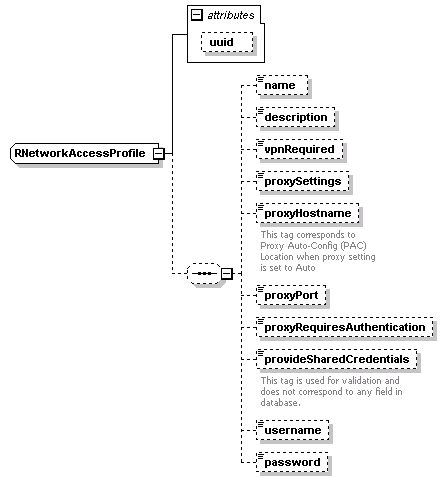 attributes
uuid
name
description
vpnRequired
RNetworkAccessProfile
proxySettings
proxyHostname
This tag corresponds to
Proxy Auto-Config (PAC)
Location when proxy setting
is set to Auto
proxyPort
proxyRequiresAuthentication
provideSharedCredentials
This tag is used for validation and
does not correspond to any field in
database.
username
password